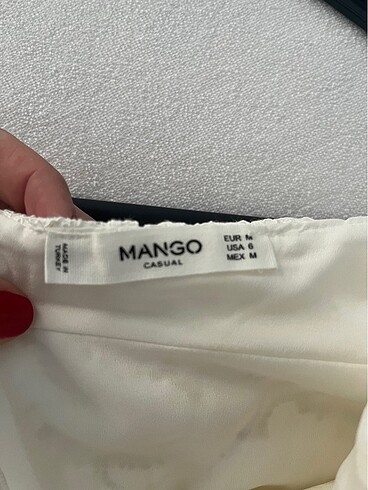 MADE IN
TURKEY
MANGO
CASUAL
EUR M
USA 6
MEX M